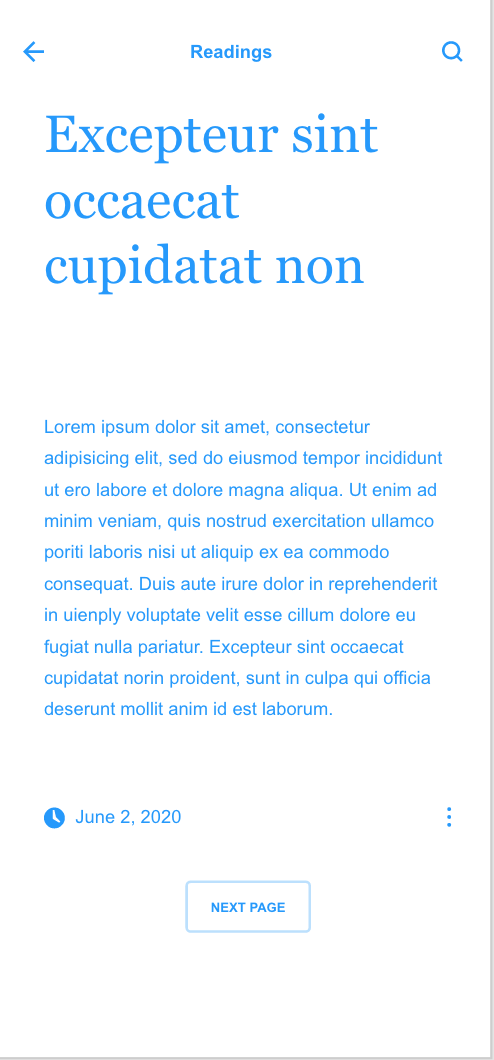 Readings
Excepteur sint
occaecat
cupidatat non
Lorem ipsum dolor sit amet, consectetur
adipisicing elit, sed do eiusmod tempor incididunt
ut ero labore et dolore magna aliqua. Ut enim ad
minim veniam, quis nostrud exercitation ullamco
poriti laboris nisi ut aliquip ex ea commodo
consequat. Duis aute irure dolor in reprehenderit
in uienply voluptate velit esse cillum dolore eu
fugiat nulla pariatur. Excepteur sint occaecat
cupidatat norin proident, sunt in culpa qui officia
deserunt mollit anim id est laborum.
June 2, 2020
NEXT PAGE